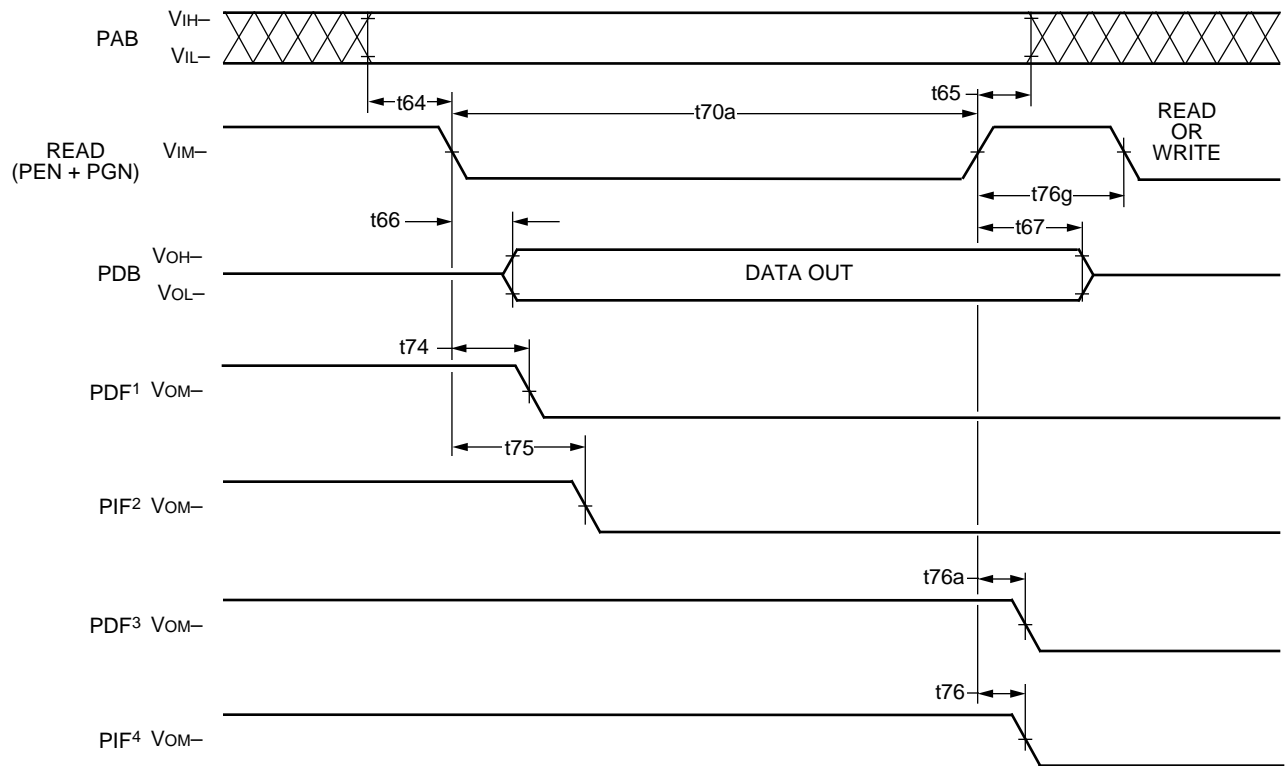 VIH–
PAB
VIL–
t64
t70a
t65
READ
(PEN + PGN)
VIM–
READ
OR
WRITE
t76g
t66
t67
VOH–
PDB
VOL–
DATA OUT
t74
PDF1 VOM–
t75
PIF2 VOM–
t76a
PDF3 VOM–
t76
PIF4 VOM–